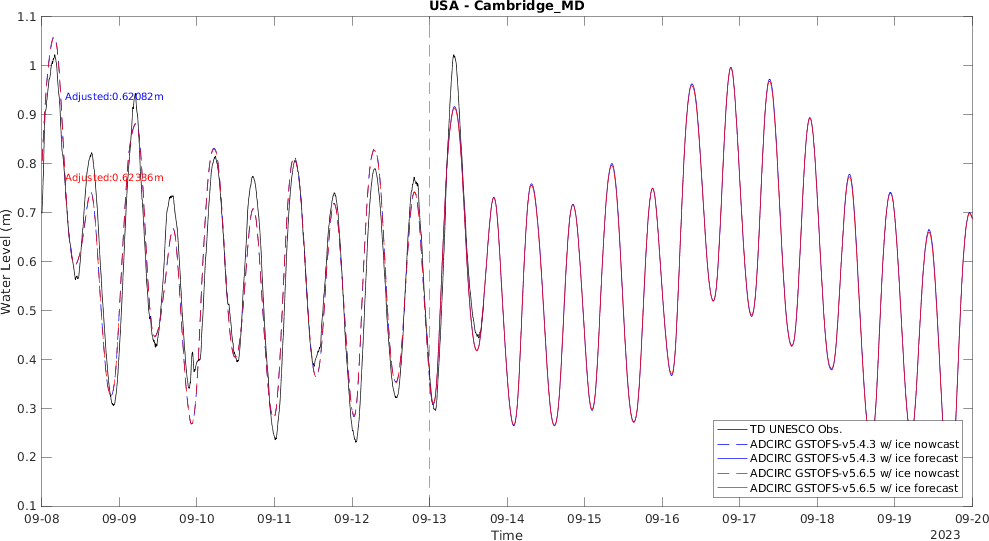 USA - Cambridge_MD
1.1
1
0.9
0.8
0.7
0.6
0.5
0.4
0.3
0.2
0.1
Water Level (m)
Adjusted:0.62082m
Adjusted:0.62336m
TD UNESCO Obs.
ADCIRC GSTOFS-v5.4.3 w/ ice nowcast
ADCIRC GSTOFS-v5.4.3 w/ ice forecast
ADCIRC GSTOFS-v5.6.5 w/ ice nowcast
ADCIRC GSTOFS-v5.6.5 w/ ice forecast
09-08 09-09 09-10 09-11 09-12 09-13 09-14 09-15 09-16 09-17 09-18 09-19 09-20
Time
2023